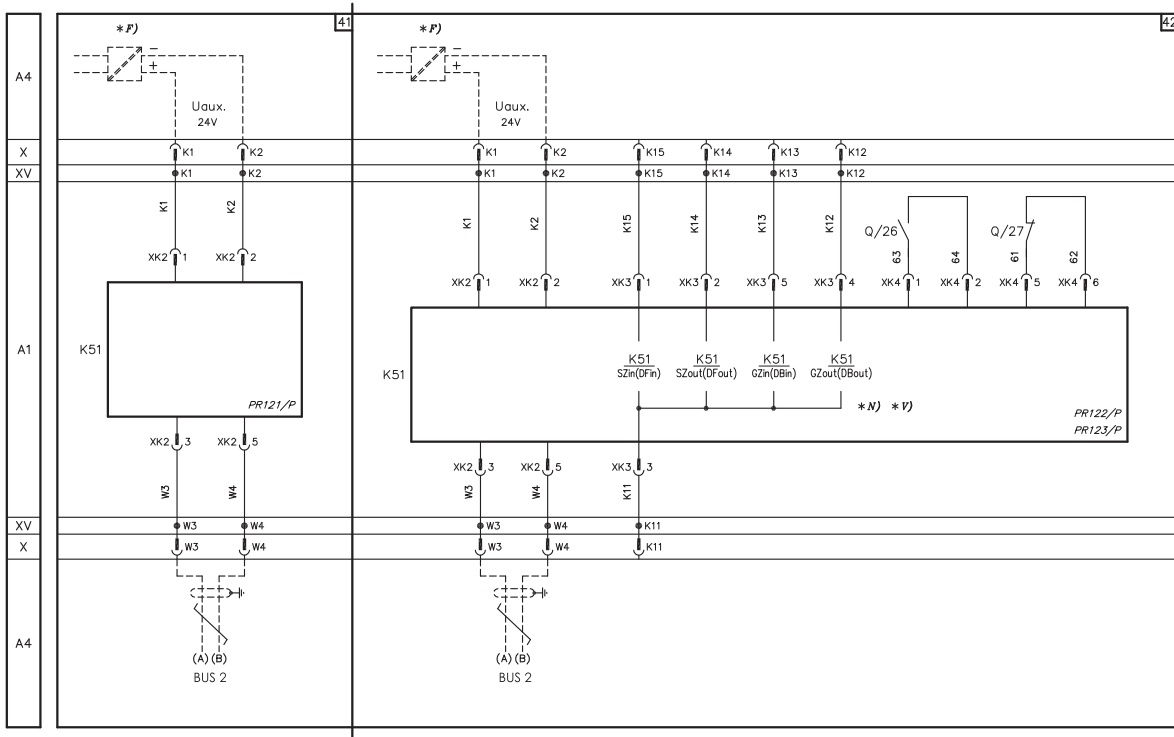 41
42
*F)
*F)
−
+
−
+
A4
Uaux.
24V
Uaux.
24V
X
K1
K2
K1
K2
K15
K14
K13
K12
XV
K1
K2
K1
K2
K15
K14
K13
K12
K1
K2
K1
K2
K15
K14
K13
K12
Q/26
63
64
Q/27
61
62
XK2 1
XK2 2
XK2 1
XK2 2
XK3 1
XK3 2
XK3 5
XK3 4
XK4 1
XK4 2
XK4 5
XK4 6
A1
K51
PR121/P
K51
K51
SZin(DFin)
K51
SZout(DFout)
K51
GZin(DBin)
K51
GZout(DBout)
*N) *V)
PR122/P
PR123/P
XK2 3
XK2 5
XK2 3
XK2 5
XK3 3
W3
W4
W3
W4
K11
XV
W3
W4
W3
W4
K11
X
W3
W4
W3
W4
K11
A4
(A) (B)
BUS 2
(A) (B)
BUS 2